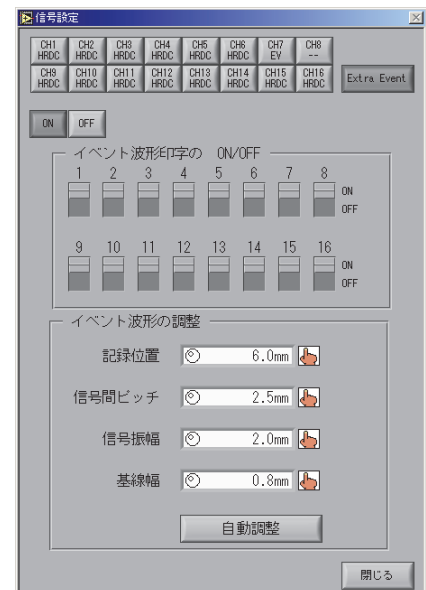 信号設定
CH1 CH2 CH3 CH4 CH5 CH6 CH7 CH8
HRDC HRDC HRDC HRDC HRDC HRDC EV --
CH9 CH10 CH11 CH12 CH13 CH14 CH15 CH16
HRDC HRDC HRDC HRDC HRDC HRDC HRDC HRDC
Extra Event
ON OFF
イベント波形印字の ON/OFF
1 2 3 4 5 6 7 8
ON
OFF
9 10 11 12 13 14 15 16
ON
OFF
イベント波形の調整
記録位置 6.0mm
信号間ピッチ 2.5mm
信号振幅 2.0mm
基線幅 0.8mm
自動調整
閉じる